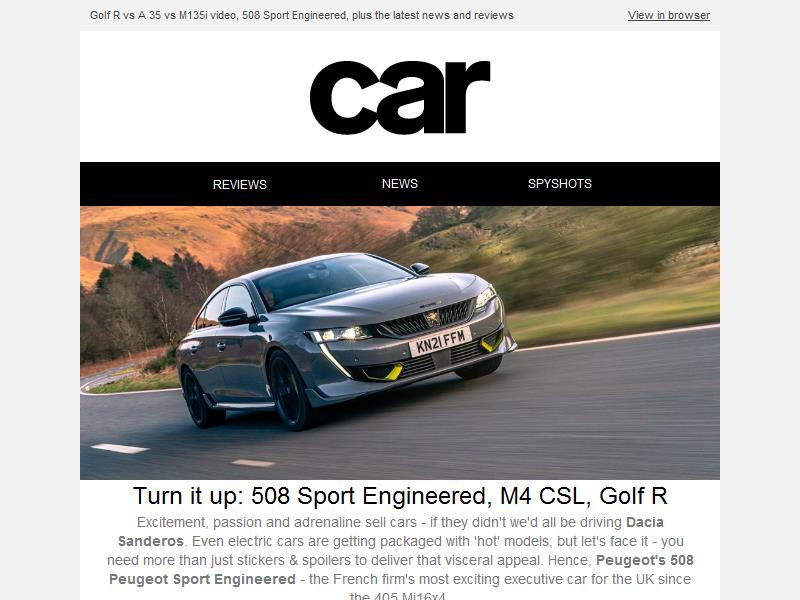 Golf R vs A 35 vs M135i video, 508 Sport Engineered, plus the latest news and reviews
View in browser
car
REVIEWS
NEWS
SPYSHOTS
KN21 FFM
Turn it up: 508 Sport Engineered, M4 CSL, Golf R
Excitement, passion and adrenaline sell cars - if they didn't we'd all be driving Dacia
Sanderos. Even electric cars are getting packaged with 'hot' models, but let's face it - you
need more than just stickers & spoilers to deliver that visceral appeal. Hence, Peugeot's 508
Peugeot Sport Engineered - the French firm's most exciting executive car for the UK since
the 405 Mi16x4